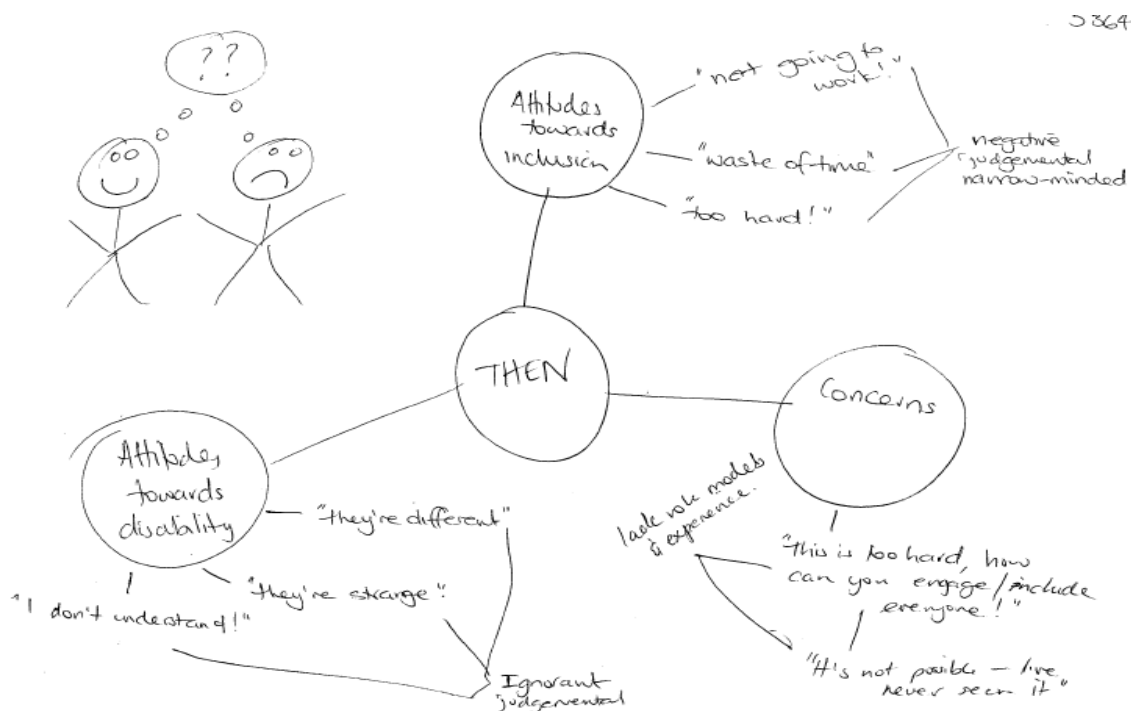 J364
??
Attitudes
towards
inclusion
"not going to
work!"
"waste of time"
"too hard!"
negative
judgemental
narrow-minded
THEN
Concerns
lack role models
& experience.
"this is too hard, how
can you engage/include
everyone!"
"It's not possible – I've
never seen it"
Attitudes
towards
disability
"they're different"
"they're strange"
"I don't understand!"
Ignorant
judgemental